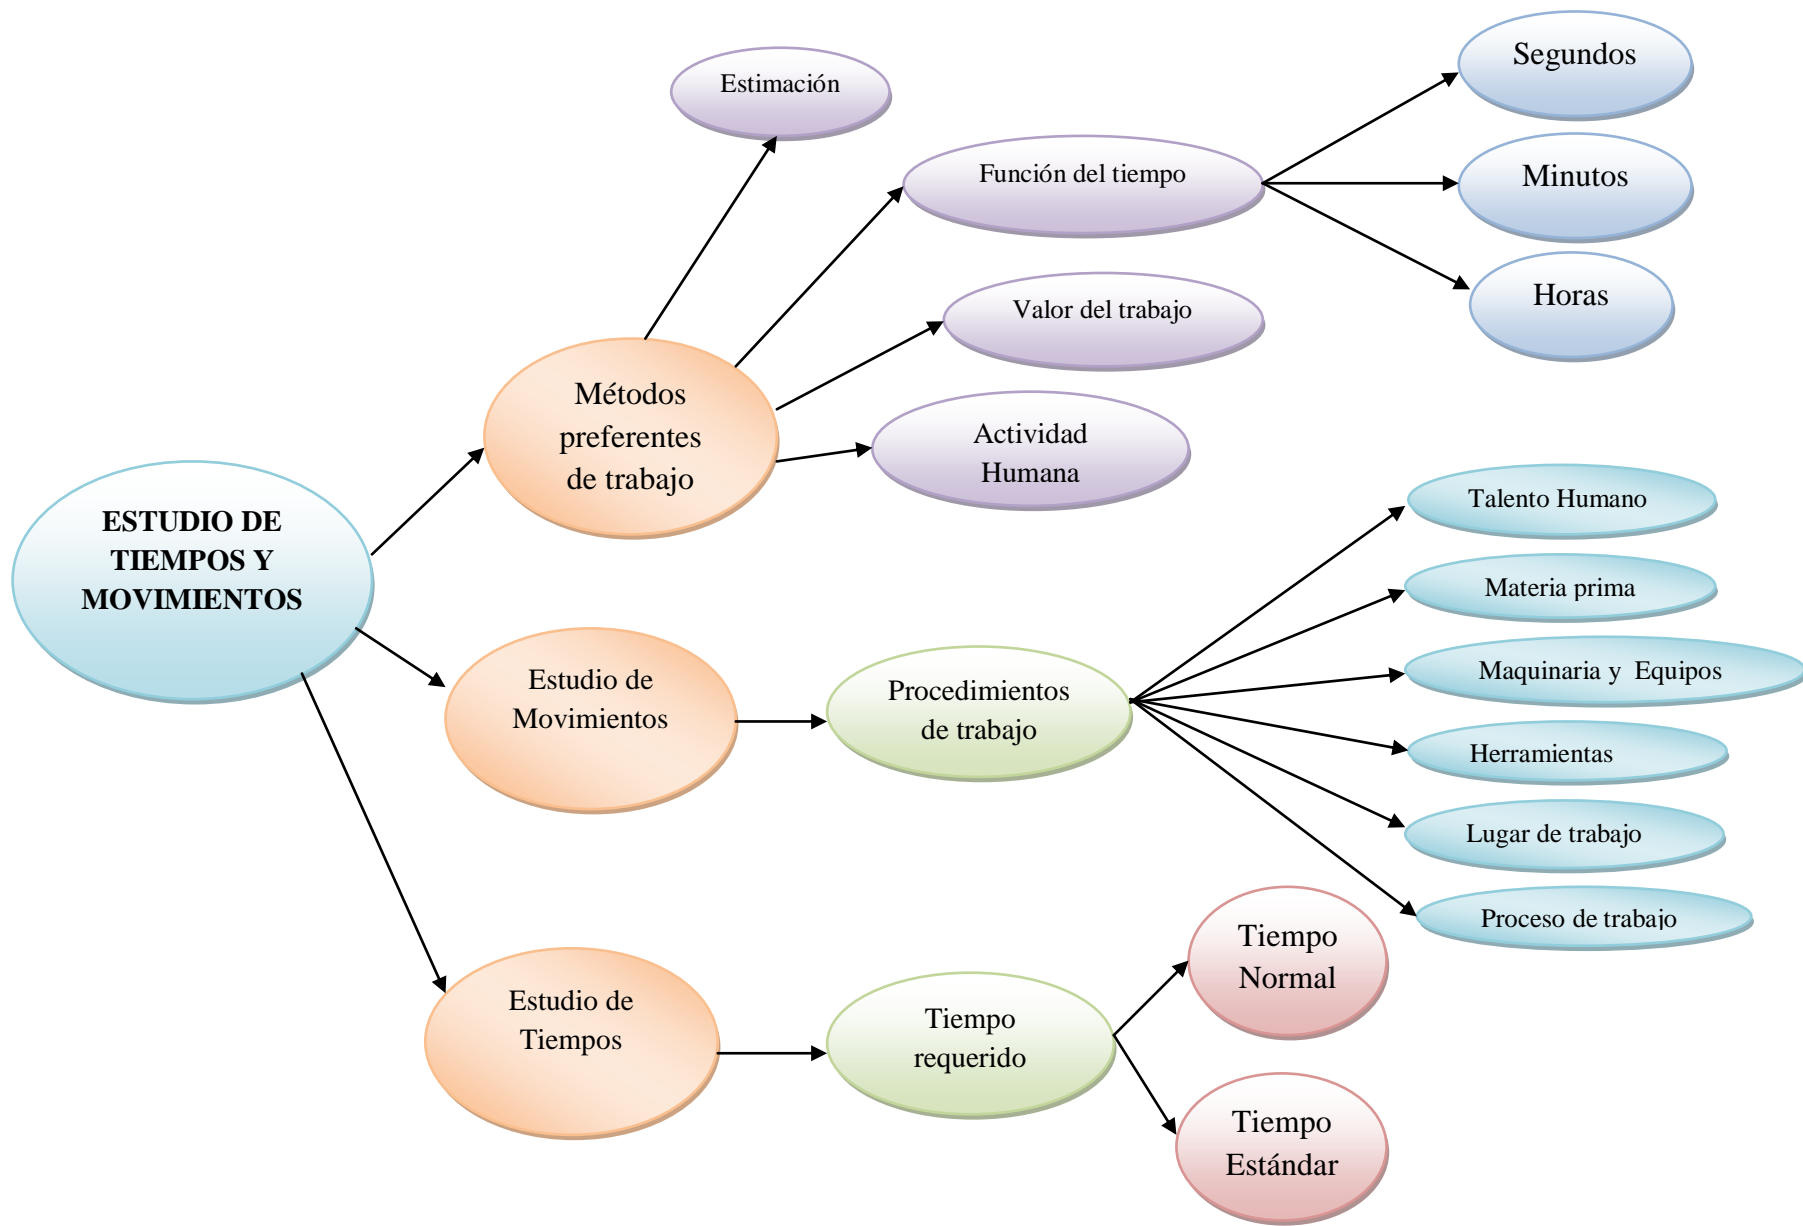 ESTUDIO DE
TIEMPOS Y
MOVIMIENTOS
Métodos
preferentes
de trabajo
Estimación
Función del tiempo
Segundos
Minutos
Horas
Valor del trabajo
Actividad
Humana
Estudio de
Movimientos
Procedimientos
de trabajo
Talento Humano
Materia prima
Maquinaria y Equipos
Herramientas
Lugar de trabajo
Proceso de trabajo
Estudio de
Tiempos
Tiempo
requerido
Tiempo
Normal
Tiempo
Estándar